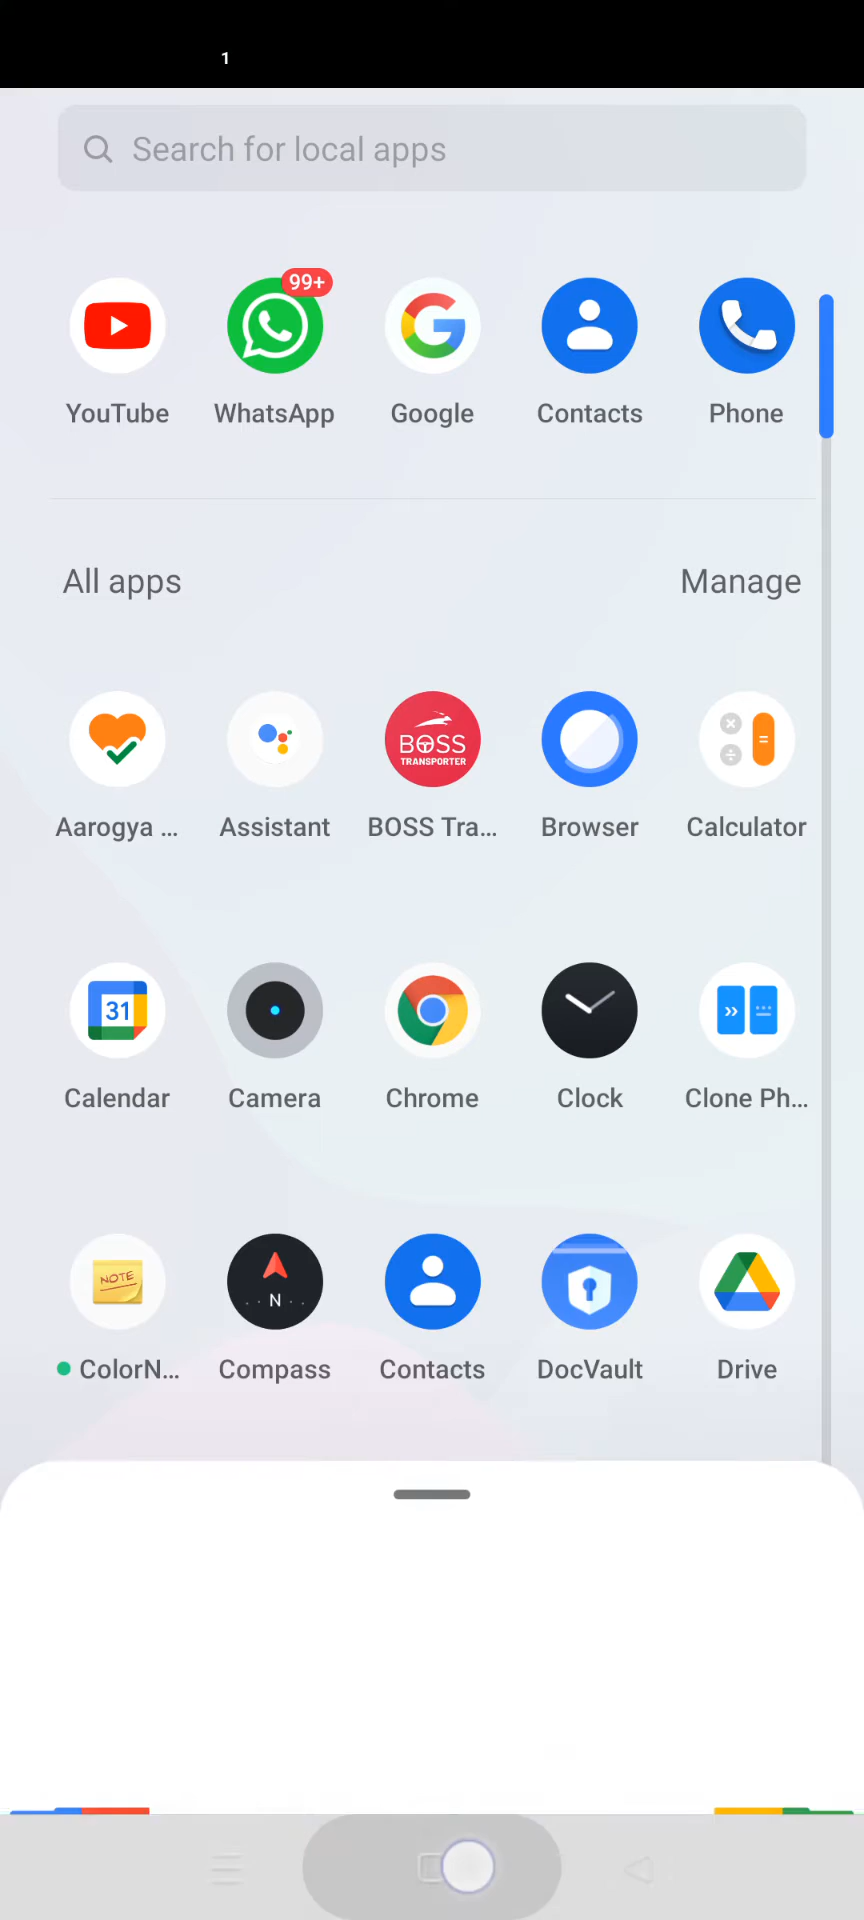 1
Search for local apps
99+
YouTube WhatsApp Google Contacts Phone
All apps Manage
BOSS
TRANSPORTER
Aarogya ... Assistant BOSS Tra... Browser Calculator
31
Calendar Camera Chrome Clock Clone Ph...
NOTE
N
ColorN... Compass Contacts DocVault Drive